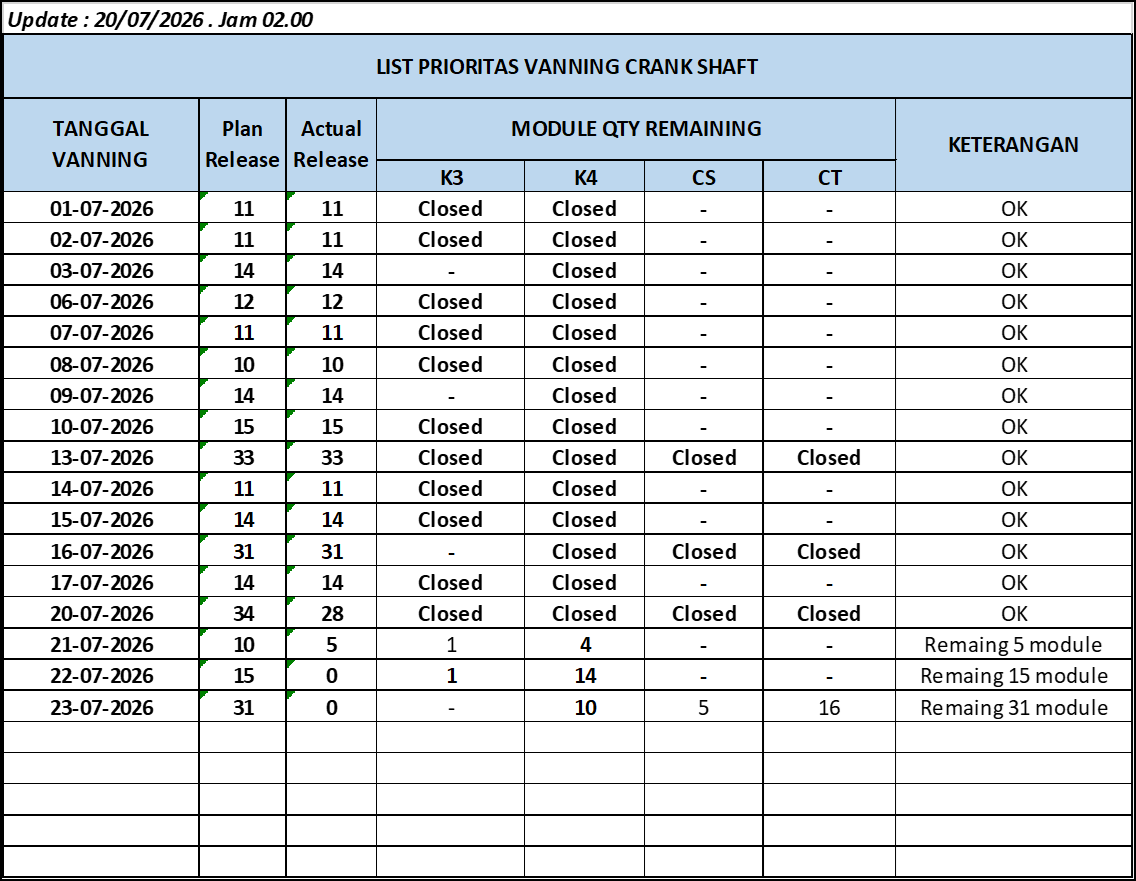 Update : 20/07/2026 . Jam 02.00
LIST PRIORITAS VANNING CRANK SHAFT
TANGGAL VANNING Plan Release Actual Release MODULE QTY REMAINING KETERANGAN
K3 K4 CS CT
01-07-2026 11 11 Closed Closed - - OK
02-07-2026 11 11 Closed Closed - - OK
03-07-2026 14 14 - Closed - - OK
06-07-2026 12 12 Closed Closed - - OK
07-07-2026 11 11 Closed Closed - - OK
08-07-2026 10 10 Closed Closed - - OK
09-07-2026 14 14 - Closed - - OK
10-07-2026 15 15 Closed Closed - - OK
13-07-2026 33 33 Closed Closed Closed Closed OK
14-07-2026 11 11 Closed Closed - - OK
15-07-2026 14 14 Closed Closed - - OK
16-07-2026 31 31 - Closed Closed Closed OK
17-07-2026 14 14 Closed Closed - - OK
20-07-2026 34 28 Closed Closed Closed Closed OK
21-07-2026 10 5 1 4 - - Remaing 5 module
22-07-2026 15 0 1 14 - - Remaing 15 module
23-07-2026 31 0 - 10 5 16 Remaing 31 module